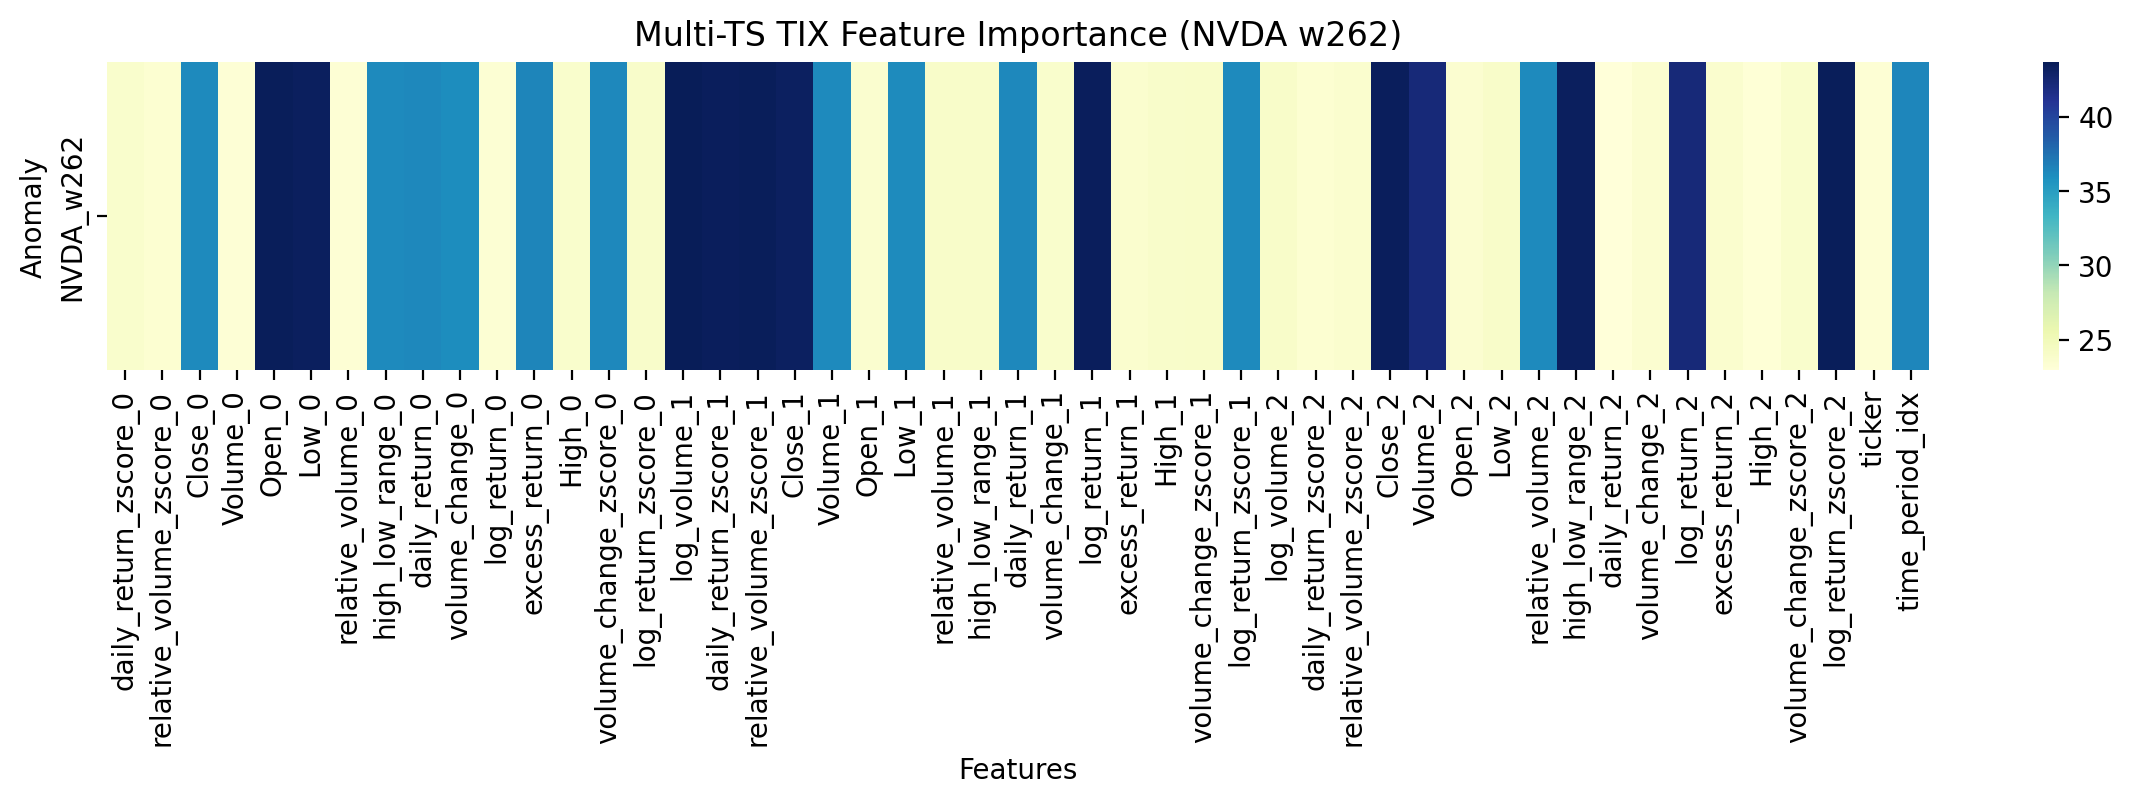 Multi-TS TIX Feature Importance (NVDA w262)
Anomaly
NVDA_w262
40
35
30
25
daily_return_zscore_0
relative_volume_zscore_0
Close_0
Volume_0
Open_0
Low_0
relative_volume_0
high_low_range_0
daily_return_0
volume_change_0
log_return_0
excess_return_0
High_0
volume_change_zscore_0
log_return_zscore_0
log_volume_1
daily_return_zscore_1
relative_volume_zscore_1
Close_1
Volume_1
Open_1
Low_1
relative_volume_1
high_low_range_1
daily_return_1
volume_change_1
log_return_1
excess_return_1
High_1
volume_change_zscore_1
log_return_zscore_1
log_volume_2
daily_return_zscore_2
relative_volume_zscore_2
Close_2
Volume_2
Open_2
Low_2
relative_volume_2
high_low_range_2
daily_return_2
volume_change_2
log_return_2
excess_return_2
High_2
volume_change_zscore_2
log_return_zscore_2
ticker
time_period_idx
Features